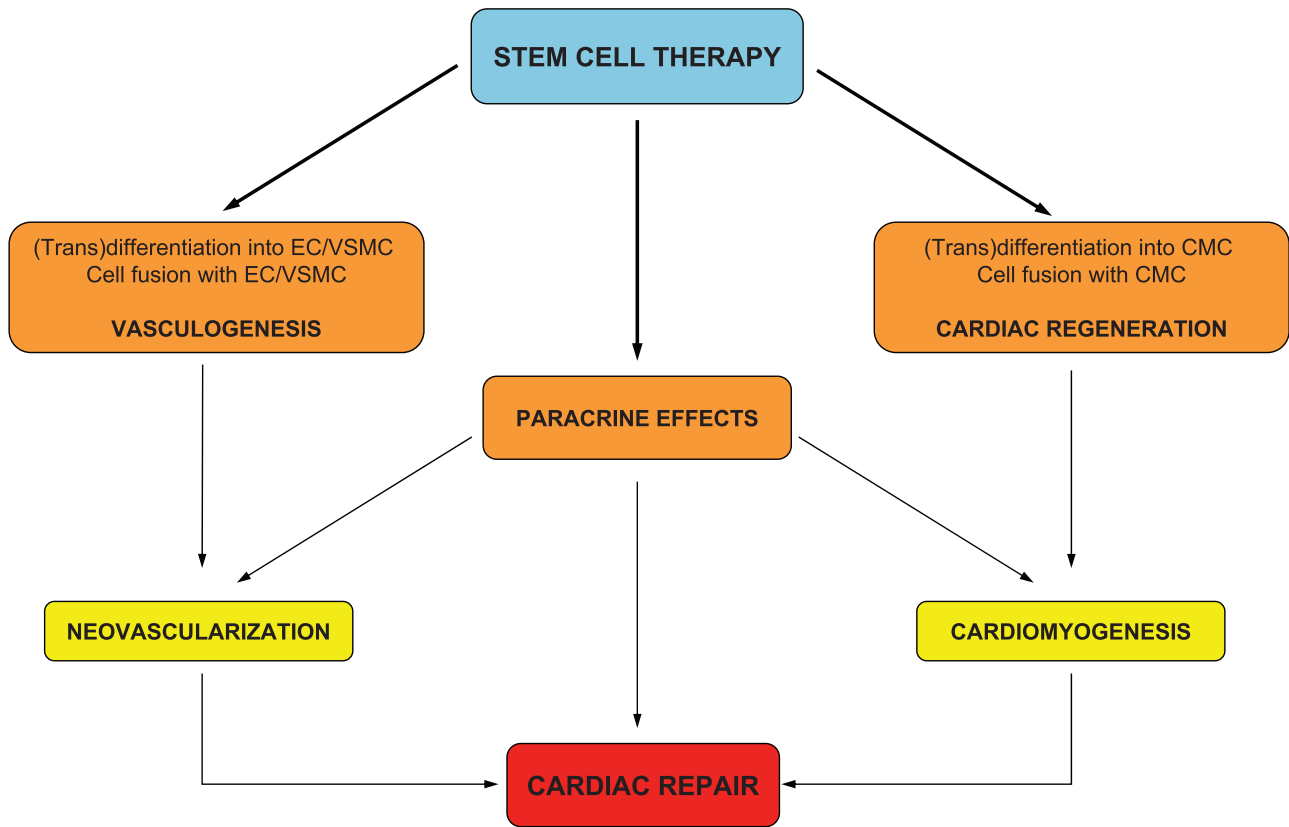 STEM CELL THERAPY
(Trans)differentiation into EC/VSMC
Cell fusion with EC/VSMC
VASCULOGENESIS
(Trans)differentiation into CMC
Cell fusion with CMC
CARDIAC REGENERATION
PARACRINE EFFECTS
NEOVASCULARIZATION
CARDIOMYOGENESIS
CARDIAC REPAIR